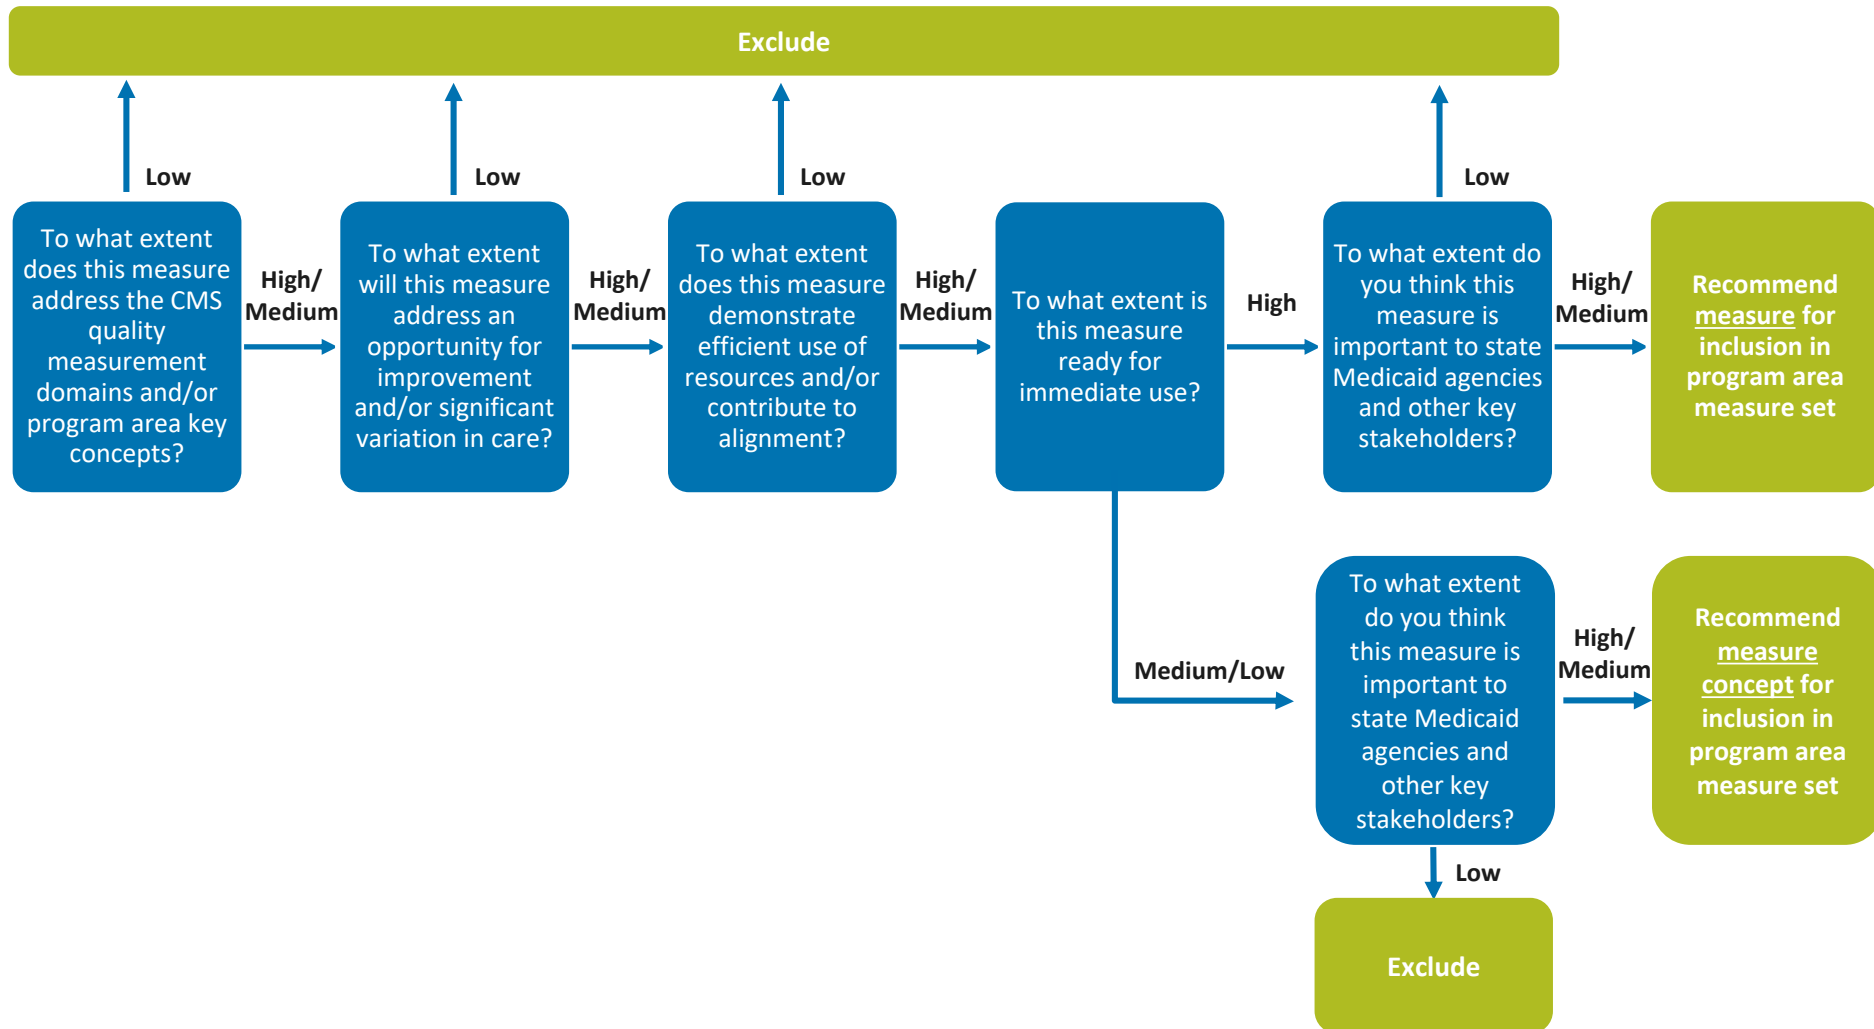 Exclude
Low
Low
Low
Low
To what extent
does this measure
address the CMS
quality
measurement
domains and/or
program area key
concepts?
High/
Medium
To what extent
will this measure
address an
opportunity for
improvement
and/or significant
variation in care?
High/
Medium
To what extent
does this measure
demonstrate
efficient use of
resources and/or
contribute to
alignment?
High/
Medium
To what extent is
this measure
ready for
immediate use?
High
To what extent do
you think this
measure is
important to state
Medicaid agencies
and other key
stakeholders?
High/
Medium
Recommend
measure for
inclusion in
program area
measure set
Medium/Low
To what extent
do you think
this measure is
important to
state Medicaid
agencies and
other key
stakeholders?
High/
Medium
Recommend
measure
concept for
inclusion in
program area
measure set
Low
Exclude